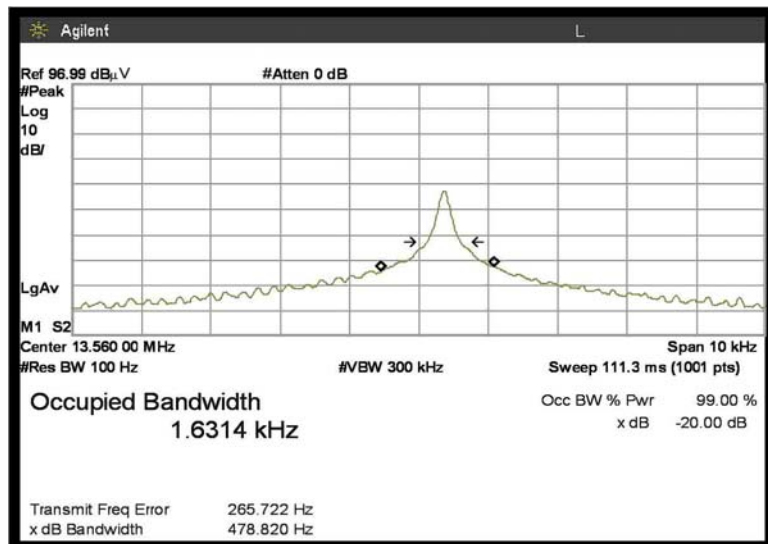 Agilent L
Ref 96.99 dBµV #Atten 0 dB
#Peak
Log
10
dB/
LgAv
M1 S2
Center 13.560 00 MHz Span 10 kHz
#Res BW 100 Hz #VBW 300 kHz Sweep 111.3 ms (1001 pts)
Occupied Bandwidth Occ BW % Pwr 99.00 %
1.6314 kHz x dB -20.00 dB
Transmit Freq Error 265.722 Hz
x dB Bandwidth 478.820 Hz